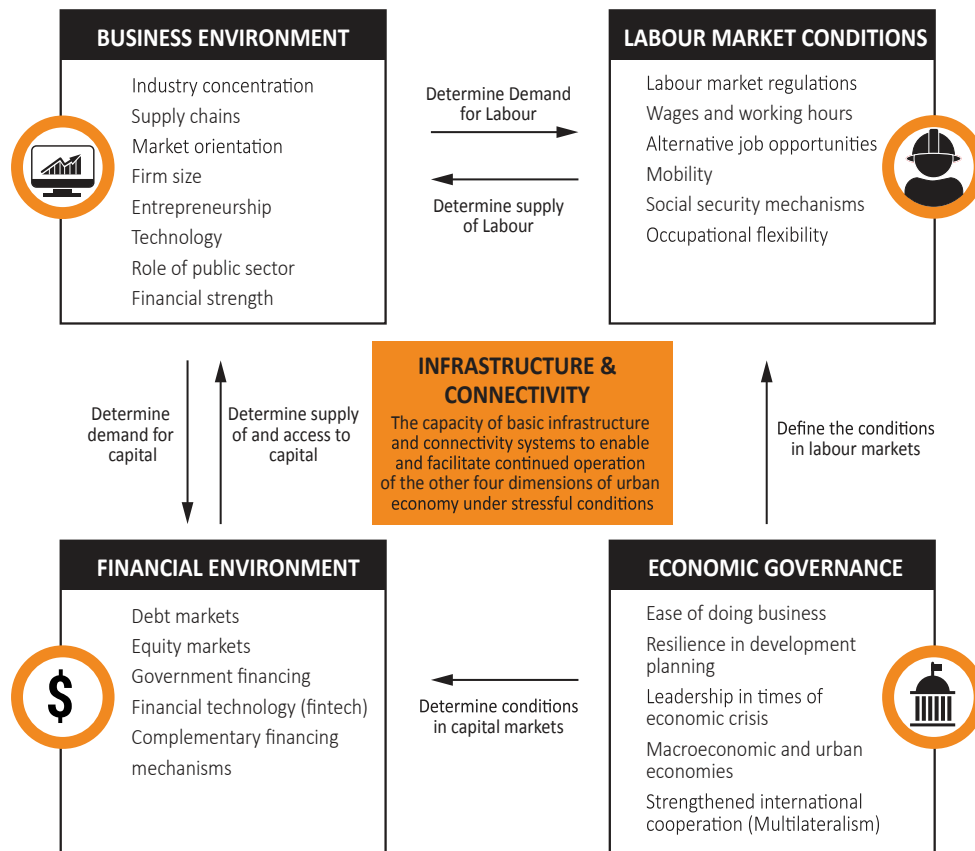 BUSINESS ENVIRONMENT
Industry concentration
Supply chains
Market orientation
Firm size
Entrepreneurship
Technology
Role of public sector
Financial strength
Determine Demand
for Labour
Determine supply
of Labour
LABOUR MARKET CONDITIONS
Labour market regulations
Wages and working hours
Alternative job opportunities
Mobility
Social security mechanisms
Occupational flexibility
Determine
demand for
capital
Determine supply
of and access to
capital
INFRASTRUCTURE &
CONNECTIVITY
The capacity of basic infrastructure
and connectivity systems to enable
and facilitate continued operation
of the other four dimensions of urban
economy under stressful conditions
Define the conditions
in labour markets
FINANCIAL ENVIRONMENT
Debt markets
Equity markets
Government financing
Financial technology (fintech)
Complementary financing
mechanisms
$
Determine conditions
in capital markets
ECONOMIC GOVERNANCE
Ease of doing business
Resilience in development
planning
Leadership in times of
economic crisis
Macroeconomic and urban
economies
Strengthened international
cooperation (Multilateralism)